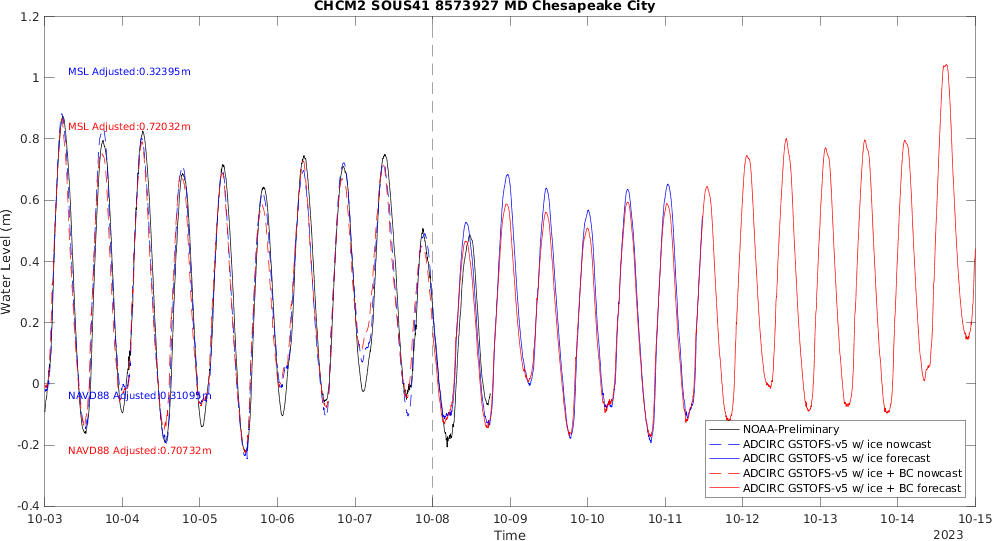 CHCM2 SOUS41 8573927 MD Chesapeake City
1.2
1
0.8
0.6
0.4
0.2
0
-0.2
-0.4
Water Level (m)
MSL Adjusted:0.32395m
MSL Adjusted:0.72032m
NAVD88 Adjusted:0.31095m
NAVD88 Adjusted:0.70732m
NOAA-Preliminary
ADCIRC GSTOFS-v5 w/ ice nowcast
ADCIRC GSTOFS-v5 w/ ice forecast
ADCIRC GSTOFS-v5 w/ ice + BC nowcast
ADCIRC GSTOFS-v5 w/ ice + BC forecast
10-03 10-04 10-05 10-06 10-07 10-08 10-09 10-10 10-11 10-12 10-13 10-14 10-15
Time
2023